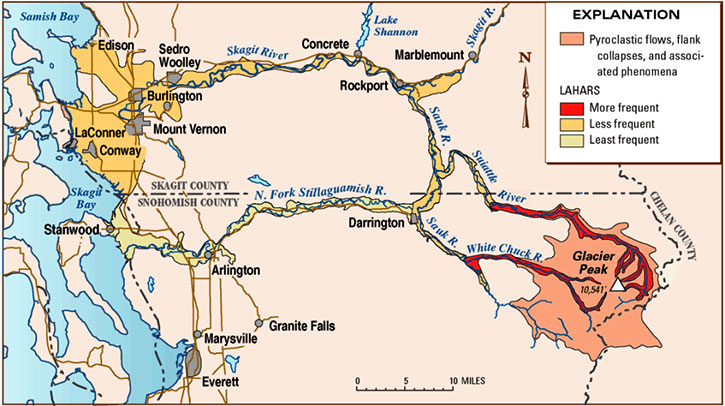 EXPLANATION
Pyroclastic flows, flank
collapses, and associ-
ated phenomena
LAHARS
More frequent
Less frequent
Least frequent
N
Samish Bay
Edison
Sedro
Woolley
Skagit River
Concrete
Lake
Shannon
Marblemount
Skagit R.
Rockport
Burlington
Mount Vernon
LaConner
Conway
Sauk R.
Suiattle
River
Skagit
Bay
SKAGIT COUNTY
SNOHOMISH COUNTY
N. Fork Stillaguamish R.
CHELAN COUNTY
Stanwood
Darrington
Sauk R.
White Chuck R.
Glacier
Peak
10,541'
Arlington
Marysville
Granite Falls
Everett
0 5 10 MILES